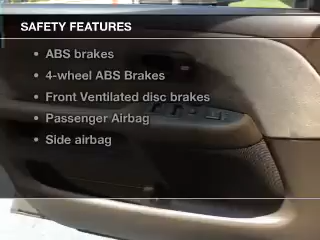 SAFETY FEATURES
• ABS brakes
• 4-wheel ABS Brakes
• Front Ventilated disc brakes
• Passenger Airbag
• Side airbag